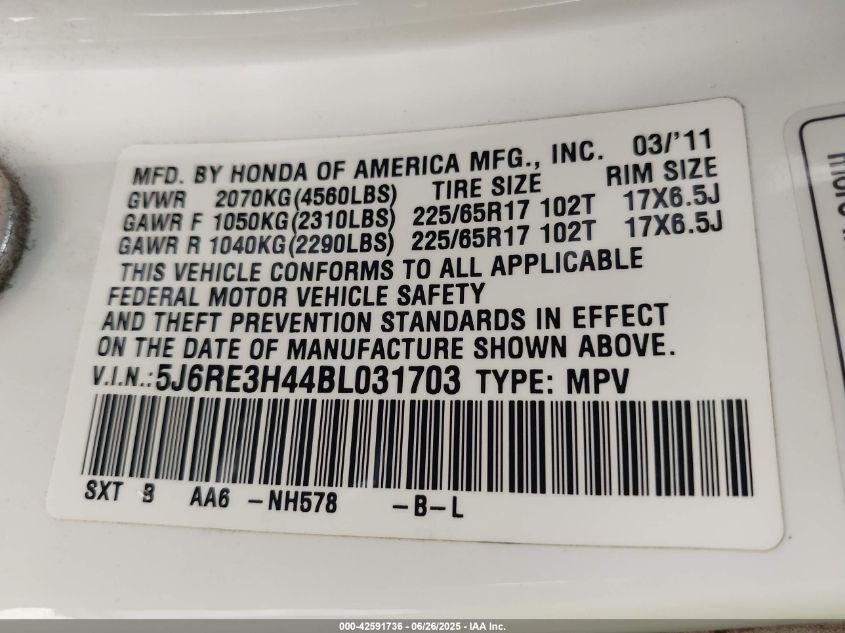 MFD. BY HONDA OF AMERICA MFG., INC. 03/'11
GVWR 2070KG(4560LBS) TIRE SIZE RIM SIZE
GAWR F 1050KG(2310LBS) 225/65R17 102T 17X6.5J
GAWR R 1040KG(2290LBS) 225/65R17 102T 17X6.5J
THIS VEHICLE CONFORMS TO ALL APPLICABLE
FEDERAL MOTOR VEHICLE SAFETY
AND THEFT PREVENTION STANDARDS IN EFFECT
ON THE DATE OF MANUFACTURE SHOWN ABOVE.
V.I.N.: 5J6RE3H44BL031703 TYPE: MPV
SXT B AA6 -NH578 -B-L
000-42591736 - 06/26/2025 - IAA Inc.